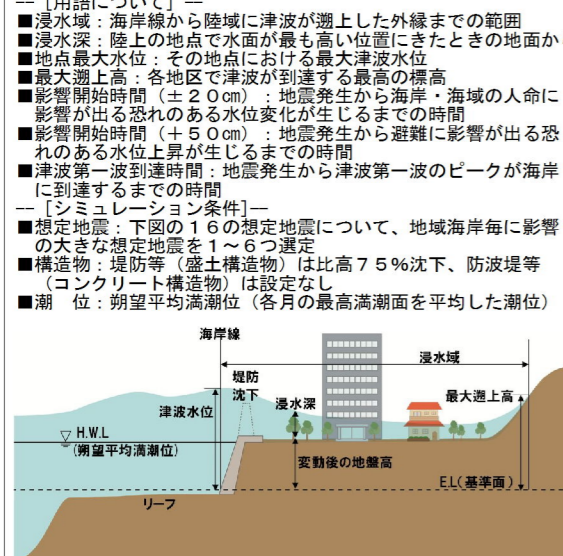 -- [用語について] --
■浸水域：海岸線から陸域に津波が遡上した外縁までの範囲
■浸水深：陸上の地点で水面が最も高い位置にきたときの地面か
■地点最大水位：その地点における最大津波水位
■最大遡上高：各地区で津波が到達する最高の標高
■影響開始時間（±２０㎝）：地震発生から海岸・海域の人命に
影響が出る恐れのある水位変化が生じるまでの時間
■影響開始時間（＋５０㎝）：地震発生から避難に影響が出る恐
れのある水位上昇が生じるまでの時間
■津波第一波到達時間：地震発生から津波第一波のピークが海岸
に到達するまでの時間
-- [シミュレーション条件]--
■想定地震：下図の１６の想定地震について、地域海岸毎に影響
の大きな想定地震を１～６つ選定
■構造物：堤防等（盛土構造物）は比高７５％沈下、防波堤等
（コンクリート構造物）は設定なし
■潮　位：朔望平均満潮位（各月の最高満潮面を平均した潮位）
海岸線
浸水域
堤防
沈下
津波水位
浸水深
最大遡上高
H.W.L
(朔望平均満潮位)
変動後の地盤高
E.L(基準面)
リーフ